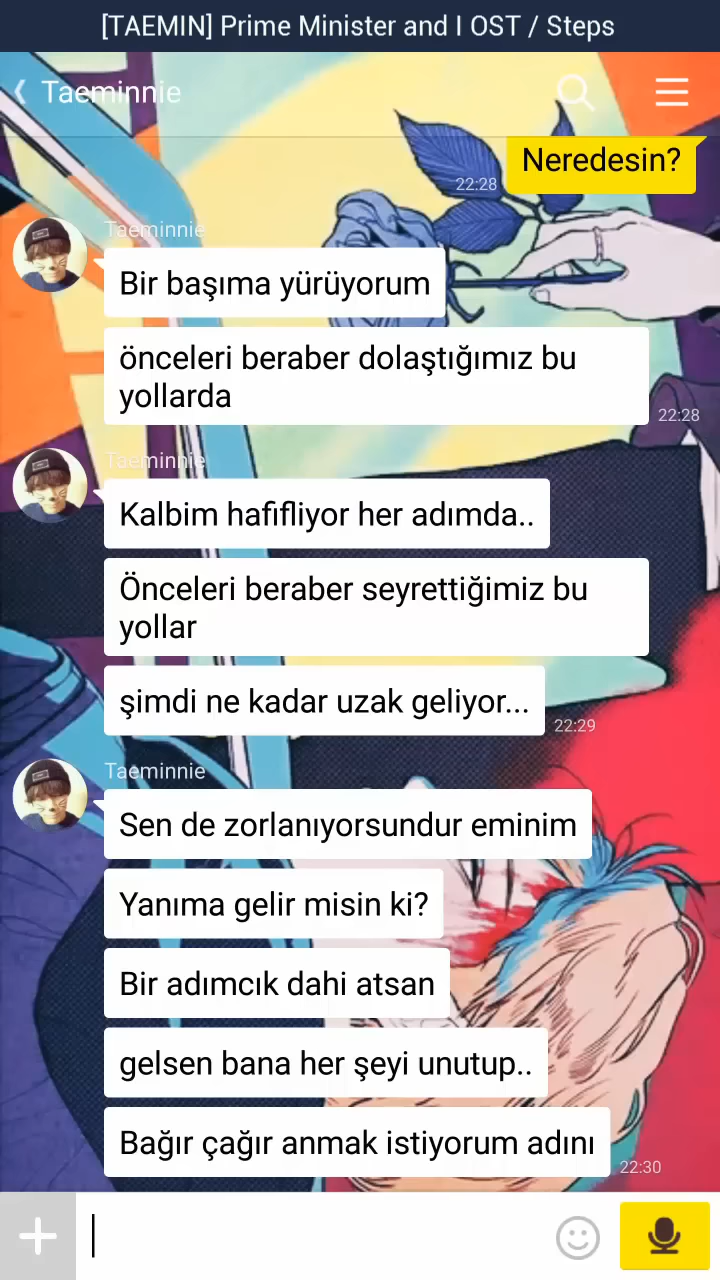 [TAEMIN] Prime Minister and I OST / Steps
Taeminnie
Neredesin?
22:28
Taeminnie
Bir başıma yürüyorum
önceleri beraber dolaştığımız bu
yollarda
22:28
Taeminnie
Kalbim hafifliyor her adımda..
Önceleri beraber seyrettiğimiz bu
yollar
şimdi ne kadar uzak geliyor...
22:29
Taeminnie
Sen de zorlanıyorsundur eminim
Yanıma gelir misin ki?
Bir adımcık dahi atsan
gelsen bana her şeyi unutup..
Bağır çağır anmak istiyorum adını
22:30